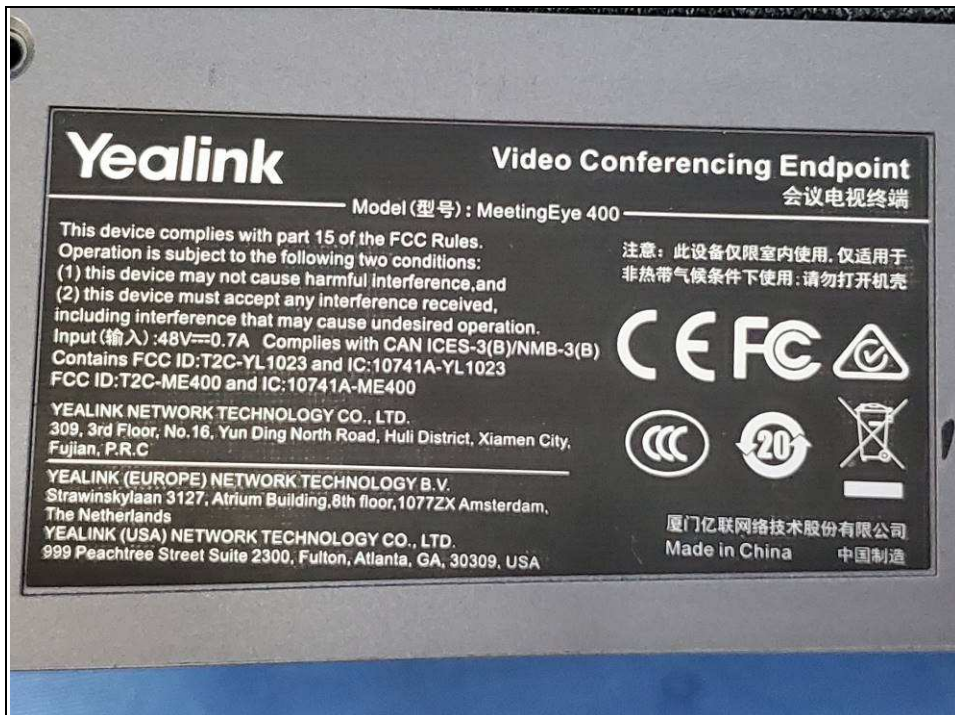 Yealink
Video Conferencing Endpoint
会议电视终端
Model(型号): MeetingEye 400
This device complies with part 15 of the FCC Rules.
Operation is subject to the following two conditions:
(1) this device may not cause harmful interference,and
(2) this device must accept any interference received,
including interference that may cause undesired operation.
Input(输入):48V⎓0.7A Complies with CAN ICES-3(B)/NMB-3(B)
Contains FCC ID:T2C-YL1023 and IC:10741A-YL1023
FCC ID:T2C-ME400 and IC:10741A-ME400
YEALINK NETWORK TECHNOLOGY CO., LTD.
309, 3rd Floor, No.16, Yun Ding North Road, Huli District, Xiamen City,
Fujian, P.R.C
YEALINK (EUROPE) NETWORK TECHNOLOGY B.V.
Strawinskylaan 3127, Atrium Building,8th floor,1077ZX Amsterdam,
The Netherlands
YEALINK (USA) NETWORK TECHNOLOGY CO., LTD.
999 Peachtree Street Suite 2300, Fulton, Atlanta, GA, 30309, USA
注意: 此设备仅限室内使用, 仅适用于
非热带气候条件下使用;请勿打开机壳
CE FC
CCC 20
厦门亿联网络技术股份有限公司
Made in China 中国制造